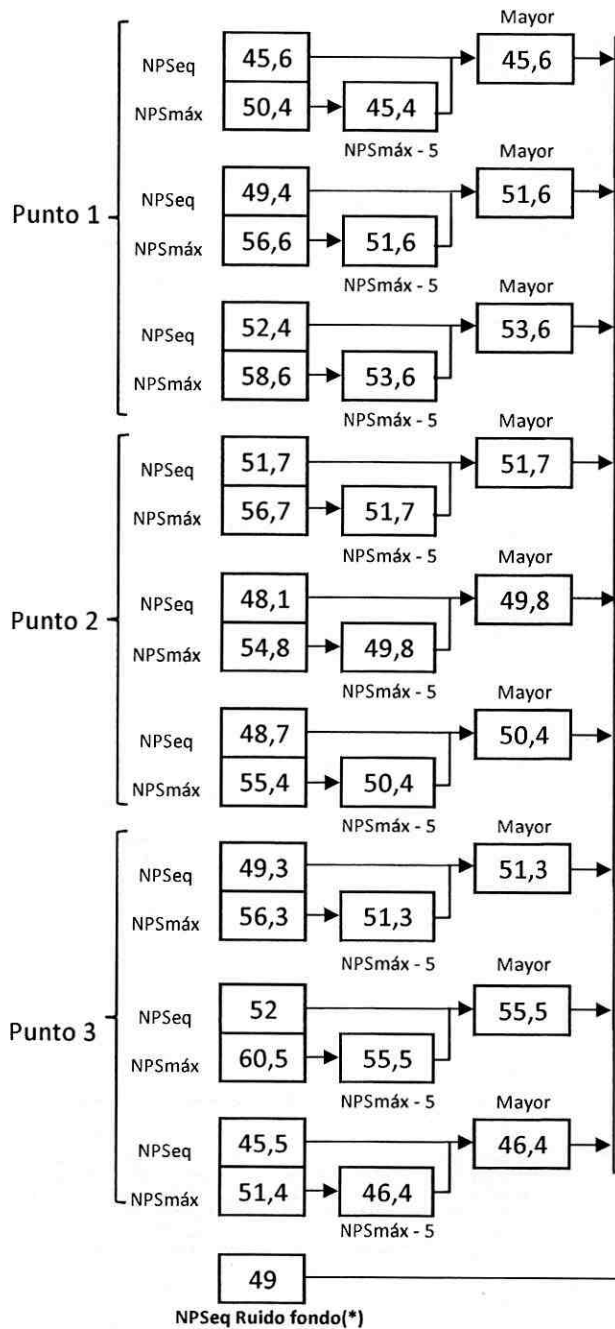 Mayor
NPSeq 45,6 45,6
NPSmáx 50,4 45,4
NPSmáx - 5
Mayor
Punto 1
NPSeq 49,4 51,6
NPSmáx 56,6 51,6
NPSmáx - 5
Mayor
NPSeq 52,4 53,6
NPSmáx 58,6 53,6
NPSmáx - 5
Mayor
NPSeq 51,7 51,7
NPSmáx 56,7 51,7
NPSmáx - 5
Mayor
Punto 2
NPSeq 48,1 49,8
NPSmáx 54,8 49,8
NPSmáx - 5
Mayor
NPSeq 48,7 50,4
NPSmáx 55,4 50,4
NPSmáx - 5
Mayor
NPSeq 49,3 51,3
NPSmáx 56,3 51,3
NPSmáx - 5
Mayor
Punto 3
NPSeq 52 55,5
NPSmáx 60,5 55,5
NPSmáx - 5
Mayor
NPSeq 45,5 46,4
NPSmáx 51,4 46,4
NPSmáx - 5
49
NPSeq Ruido fondo(*)